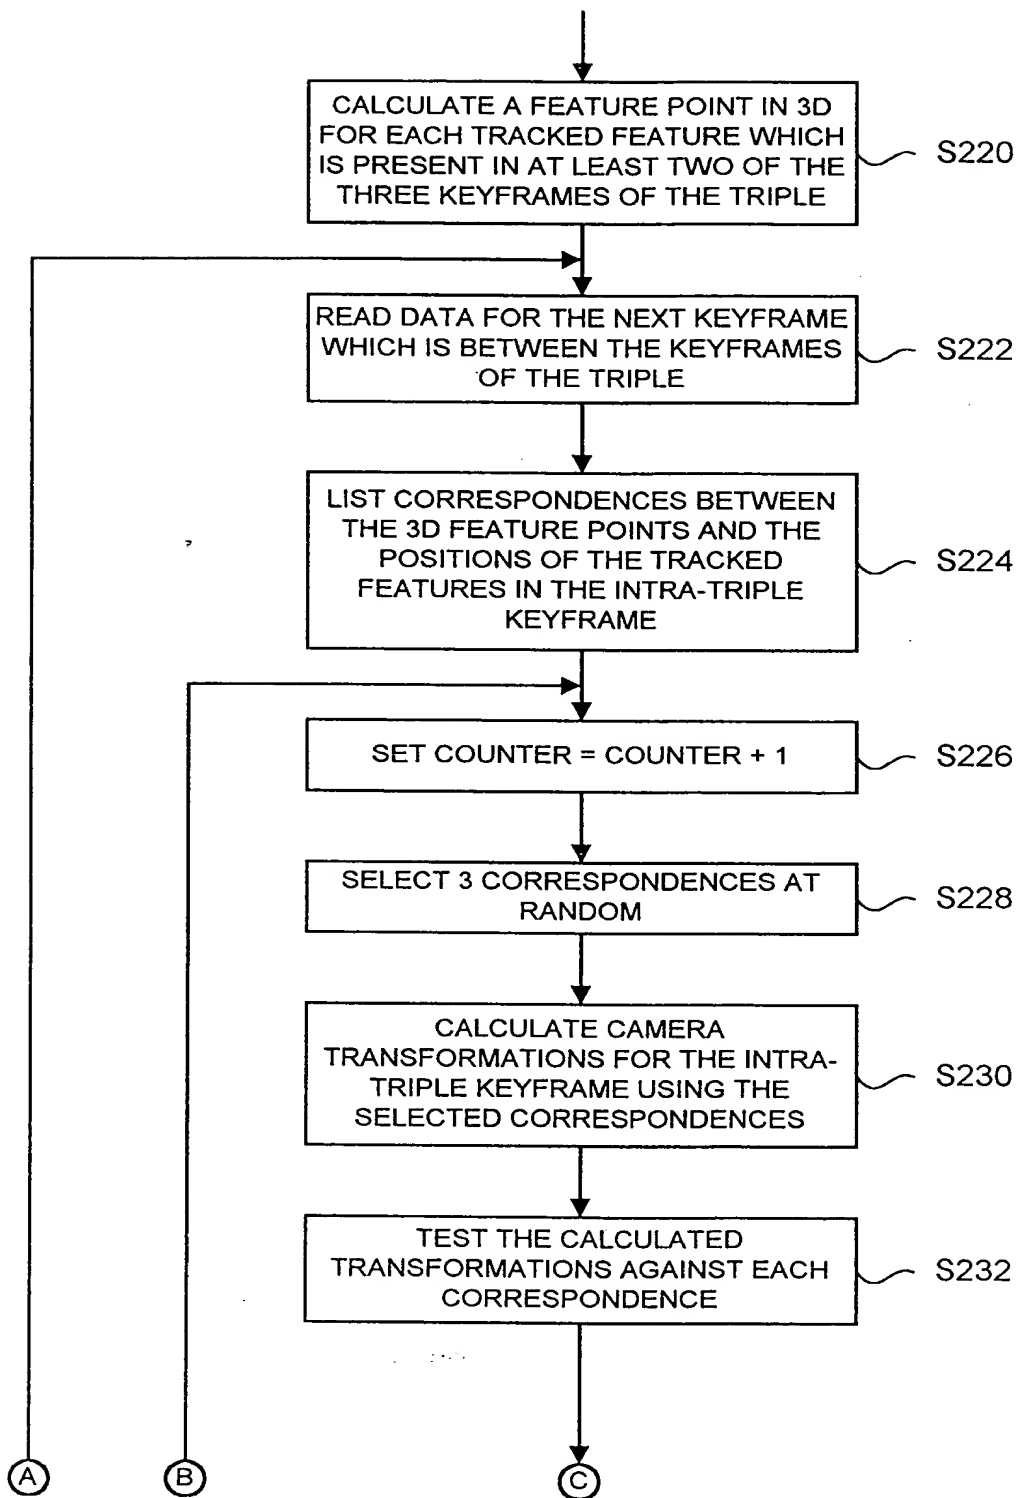 CALCULATE A FEATURE POINT IN 3D
FOR EACH TRACKED FEATURE WHICH
IS PRESENT IN AT LEAST TWO OF THE
THREE KEYFRAMES OF THE TRIPLE
S220
READ DATA FOR THE NEXT KEYFRAME
WHICH IS BETWEEN THE KEYFRAMES
OF THE TRIPLE
S222
LIST CORRESPONDENCES BETWEEN
THE 3D FEATURE POINTS AND THE
POSITIONS OF THE TRACKED
FEATURES IN THE INTRA-TRIPLE
KEYFRAME
S224
SET COUNTER = COUNTER + 1
S226
SELECT 3 CORRESPONDENCES AT
RANDOM
S228
CALCULATE CAMERA
TRANSFORMATIONS FOR THE INTRA-
TRIPLE KEYFRAME USING THE
SELECTED CORRESPONDENCES
S230
TEST THE CALCULATED
TRANSFORMATIONS AGAINST EACH
CORRESPONDENCE
S232
A
B
C